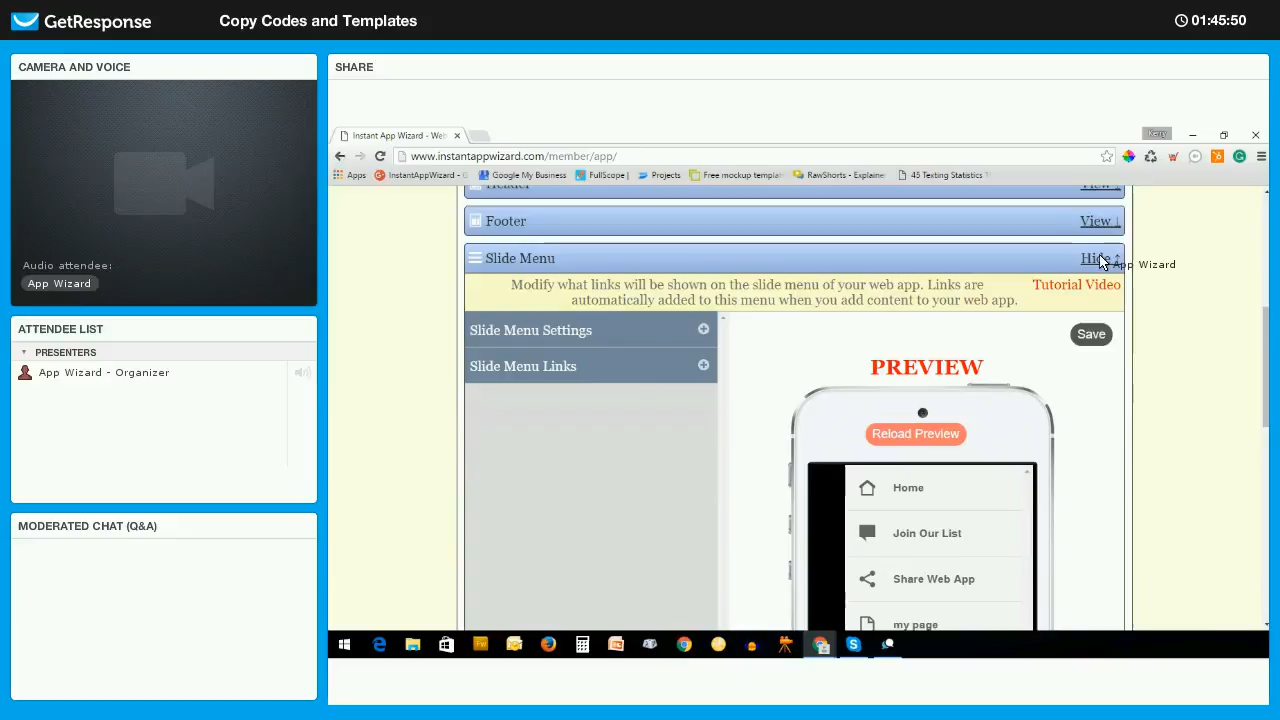 GetResponse
Copy Codes and Templates
01:45:50
CAMERA AND VOICE
Audio attendee:
App Wizard
ATTENDEE LIST
PRESENTERS
App Wizard - Organizer
MODERATED CHAT (Q&A)
SHARE
Instant App Wizard - Web
Kerry
www.instantappwizard.com/member/app/
Apps
InstantAppWizard - G
Google My Business
FullScope |
Projects
Free mockup templat
RawShorts - Explainer
45 Texting Statistics T
Header
View ↓
Footer
View ↓
Slide Menu
Hide ↑
App Wizard
Modify what links will be shown on the slide menu of your web app. Links are
automatically added to this menu when you add content to your web app.
Tutorial Video
Slide Menu Settings
Slide Menu Links
Save
PREVIEW
Reload Preview
Home
Join Our List
Share Web App
my page